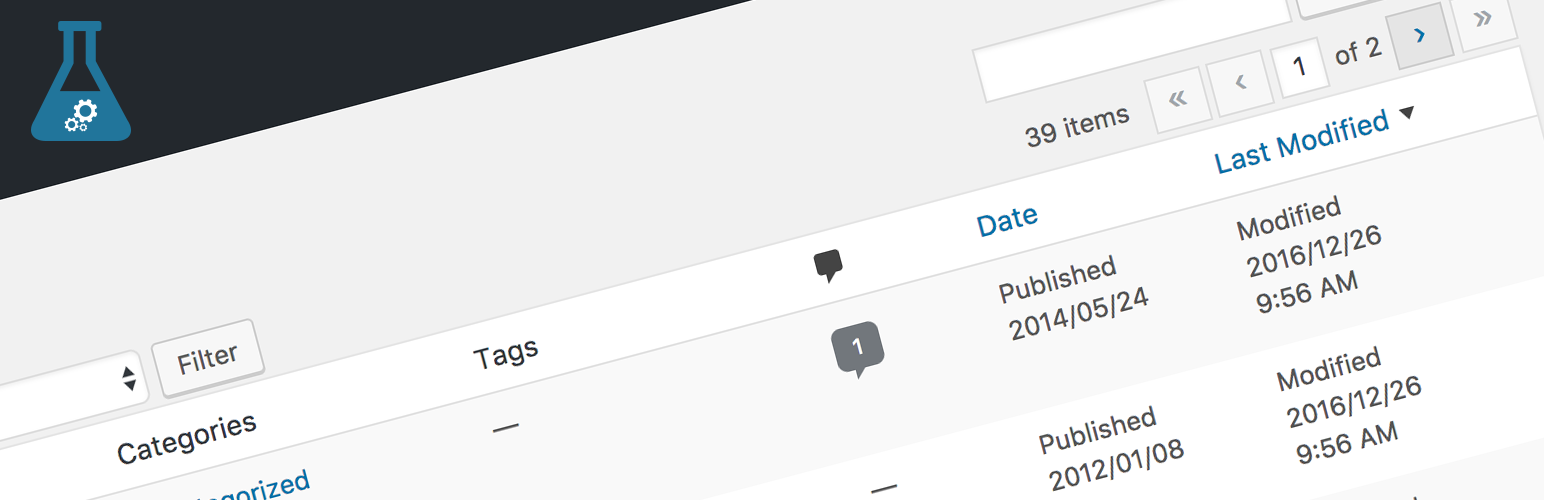 «
‹
1
of 2
›
»
39 items
Filter
Categories
Tags
Date
Last Modified
—
1
Published
2014/05/24
Modified
2016/12/26
9:56 AM
—
Published
2012/01/08
Modified
2016/12/26
9:56 AM